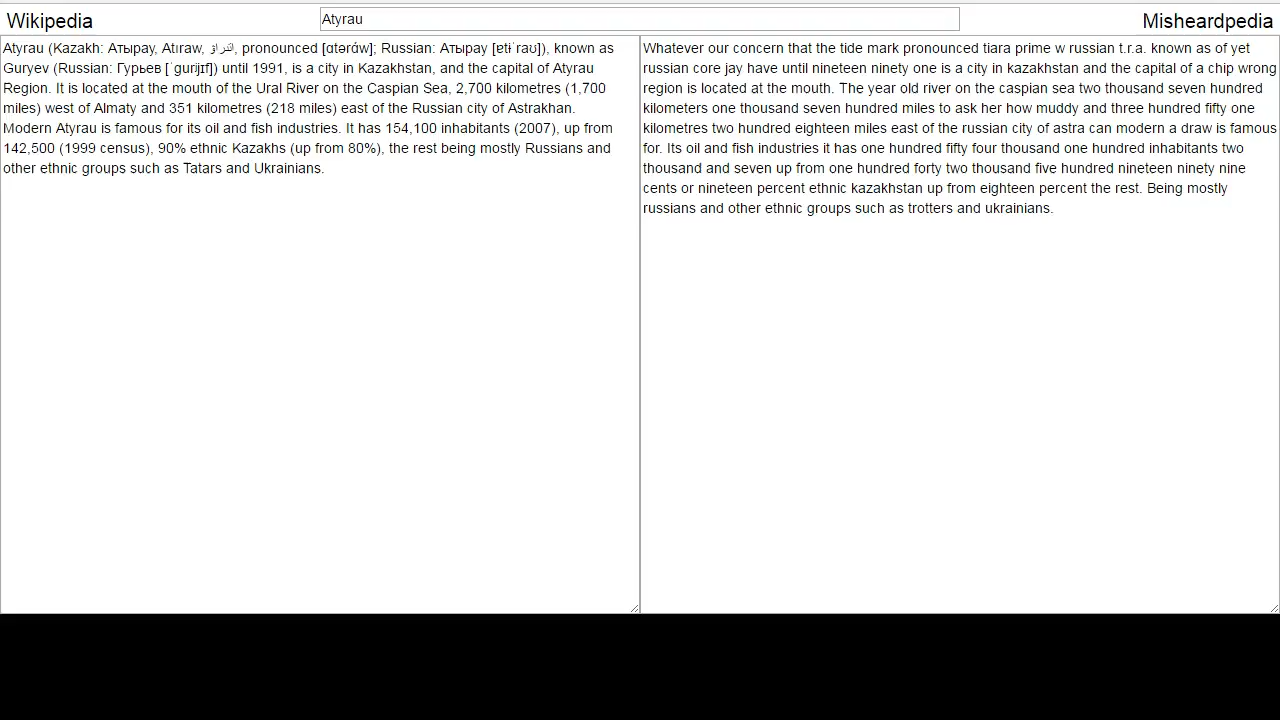 Wikipedia
Atyrau
Misheardpedia
Atyrau (Kazakh: Атырау, Atıraw, اتىراۋ, pronounced [ɑtərɑ́w]; Russian: Атырау [ɐtɨˈraʊ]), known as
Guryev (Russian: Гурьев [ˈgurijɪf]) until 1991, is a city in Kazakhstan, and the capital of Atyrau
Region. It is located at the mouth of the Ural River on the Caspian Sea, 2,700 kilometres (1,700
miles) west of Almaty and 351 kilometres (218 miles) east of the Russian city of Astrakhan.
Modern Atyrau is famous for its oil and fish industries. It has 154,100 inhabitants (2007), up from
142,500 (1999 census), 90% ethnic Kazakhs (up from 80%), the rest being mostly Russians and
other ethnic groups such as Tatars and Ukrainians.
Whatever our concern that the tide mark pronounced tiara prime w russian t.r.a. known as of yet
russian core jay have until nineteen ninety one is a city in kazakhstan and the capital of a chip wrong
region is located at the mouth. The year old river on the caspian sea two thousand seven hundred
kilometers one thousand seven hundred miles to ask her how muddy and three hundred fifty one
kilometres two hundred eighteen miles east of the russian city of astra can modern a draw is famous
for. Its oil and fish industries it has one hundred fifty four thousand one hundred inhabitants two
thousand and seven up from one hundred forty two thousand five hundred nineteen ninety nine
cents or nineteen percent ethnic kazakhstan up from eighteen percent the rest. Being mostly
russians and other ethnic groups such as trotters and ukrainians.